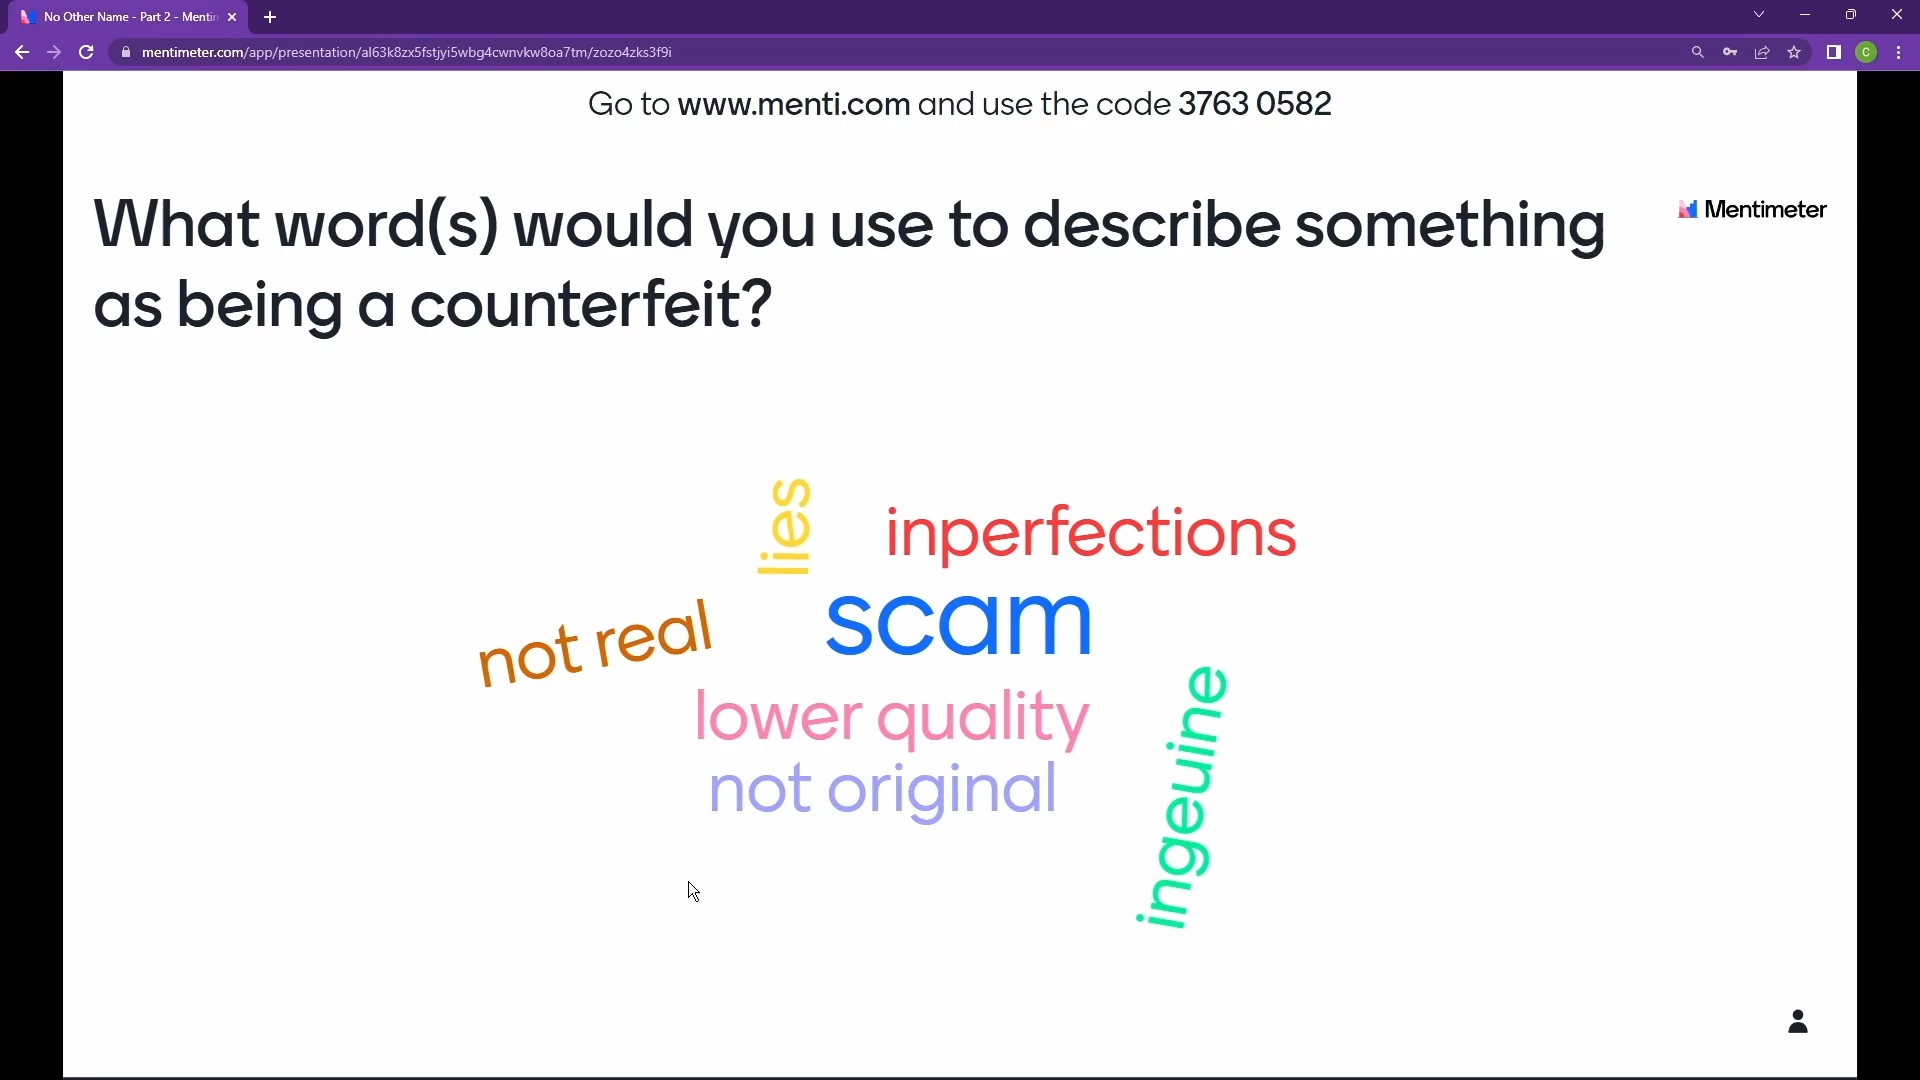 No Other Name - Part 2 - Mentim
mentimeter.com/app/presentation/al63k8zx5fstjyi5wbg4cwnvkw8oa7tm/zozo4zks3f9i
C
Go to www.menti.com and use the code 3763 0582
What word(s) would you use to describe something
as being a counterfeit?
Mentimeter
lies
inperfections
scam
not real
lower quality
not original
ingeuine